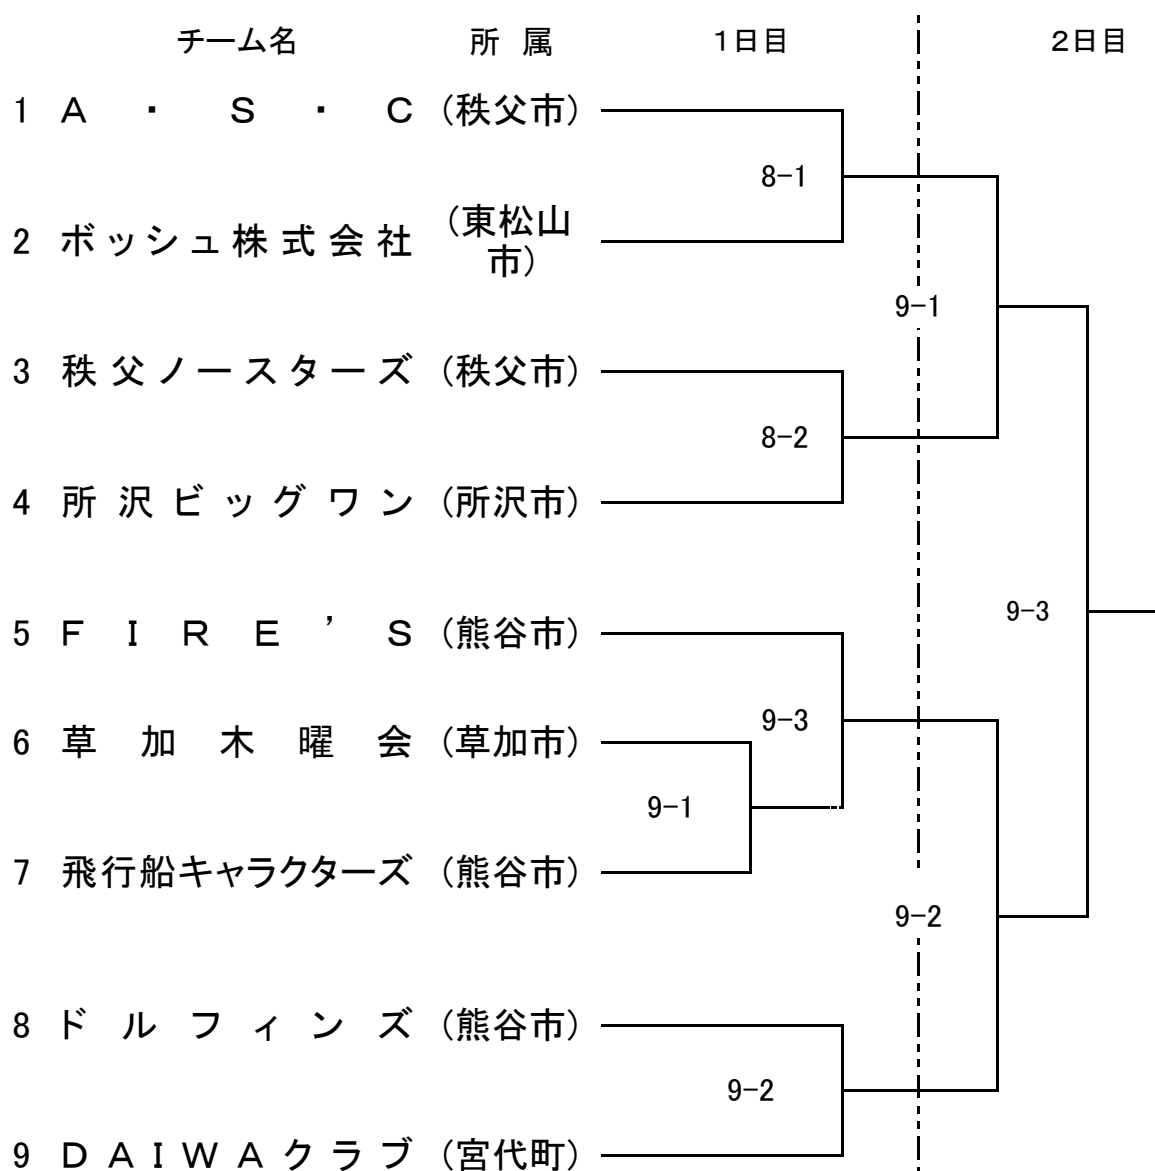 チーム名 所 属 1日目 2日目
1 A ・ S ・ C (秩父市)
8-1
2 ボッシュ株式会社 (東松山
市)
9-1
3 秩父ノースターズ (秩父市)
8-2
4 所沢ビッグワン (所沢市)
9-3
5 F I R E ’ S (熊谷市)
9-3
6 草加木曜会 (草加市)
9-1
7 飛行船キャラクターズ (熊谷市)
9-2
8 ドルフィンズ (熊谷市)
9-2
9 DAIWAクラブ (宮代町)